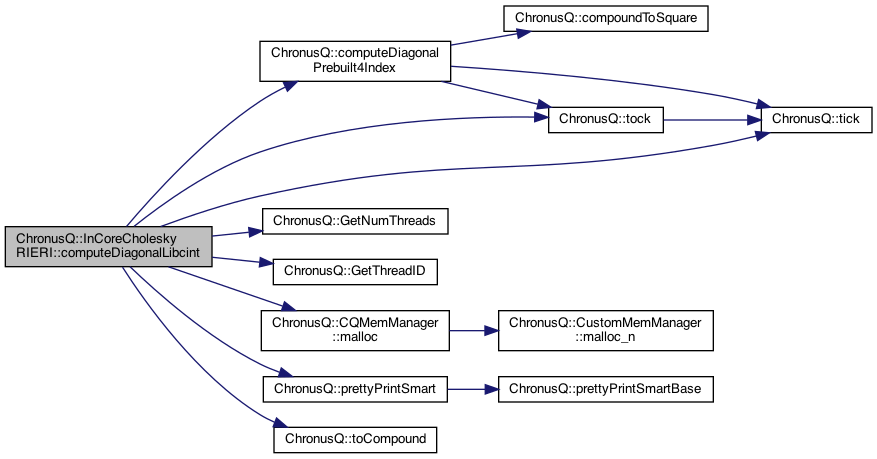 ChronusQ::compoundToSquare
ChronusQ::computeDiagonal
Prebuilt4Index
ChronusQ::tock
ChronusQ::tick
ChronusQ::GetNumThreads
ChronusQ::InCoreCholesky
RIERI::computeDiagonalLibcint
ChronusQ::GetThreadID
ChronusQ::CQMemManager
::malloc
ChronusQ::CustomMemManager
::malloc_n
ChronusQ::prettyPrintSmart
ChronusQ::prettyPrintSmartBase
ChronusQ::toCompound